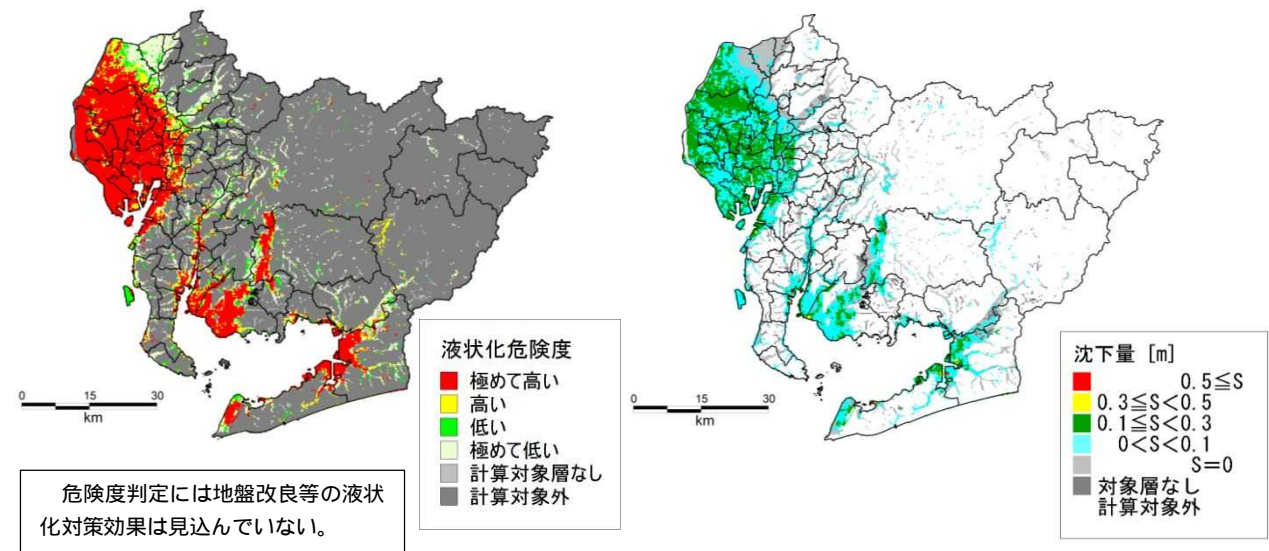 液状化危険度
極めて高い
高い
低い
極めて低い
計算対象層なし
計算対象外
0 15 30
km
危険度判定には地盤改良等の液状
化対策効果は見込んでいない。
沈下量 [m]
0.5≦S
0.3≦S<0.5
0.1≦S<0.3
0<S<0.1
S=0
対象層なし
計算対象外
0 15 30
km